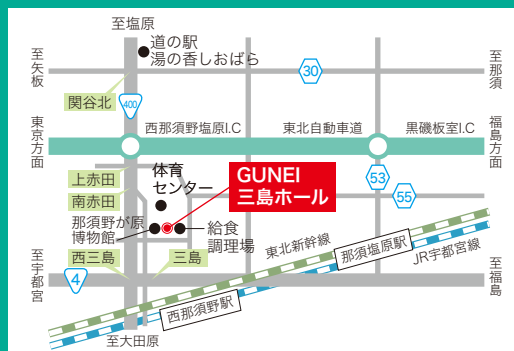 至塩原
道の駅
湯の香しおばら
至矢板
30
至那須
関谷北
400
東京方面
西那須野塩原I.C
東北自動車道
黒磯板室I.C
福島方面
上赤田
体育
センター
GUNEI
三島ホール
53
南赤田
55
那須野が原
博物館
給食
調理場
西三島
三島
東北新幹線
那須塩原駅
JR宇都宮線
至宇都宮
4
至福島
西那須野駅
至大田原